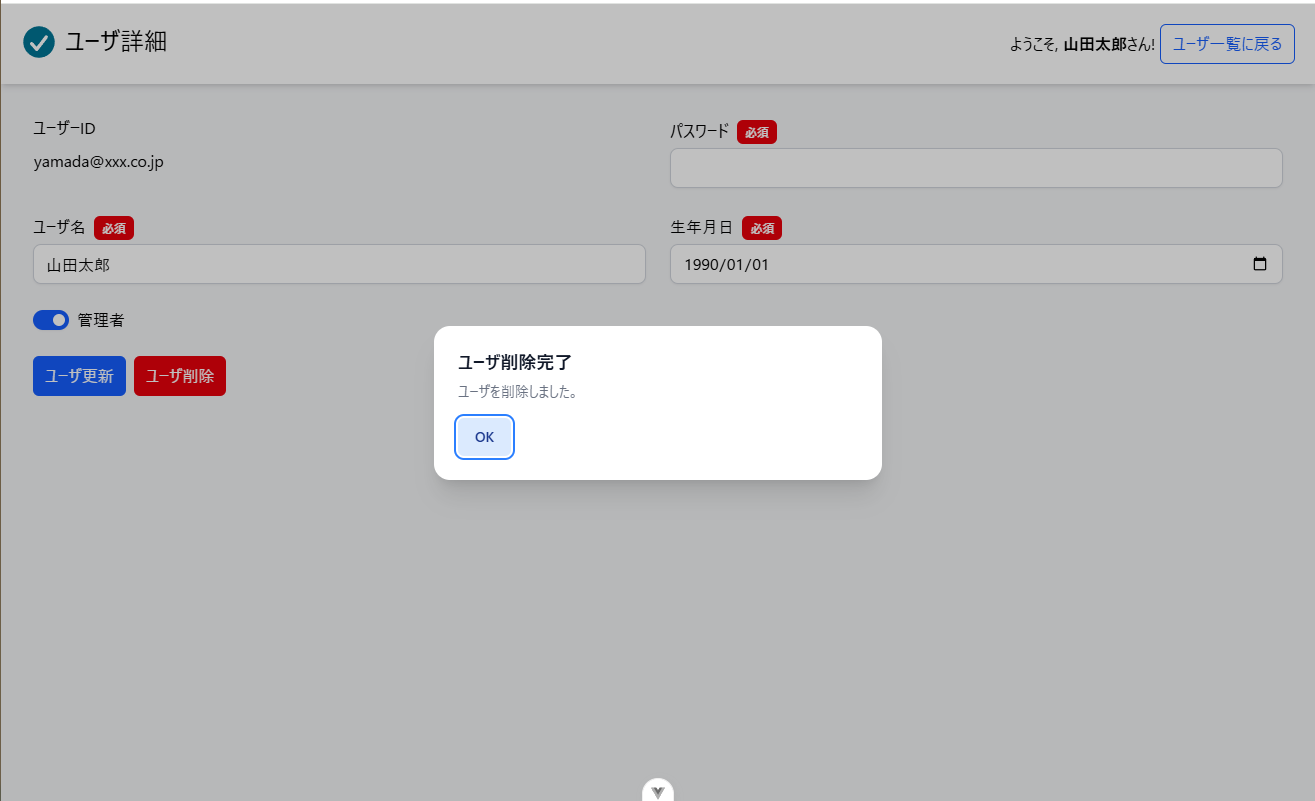 ユーザ詳細
ようこそ, 山田太郎さん! ユーザ一覧に戻る
ユーザーID
yamada@xxx.co.jp
パスワード 必須
ユーザ名 必須
山田太郎
生年月日 必須
1990/01/01
管理者
ユーザ更新 ユーザ削除
ユーザ削除完了
ユーザを削除しました。
OK